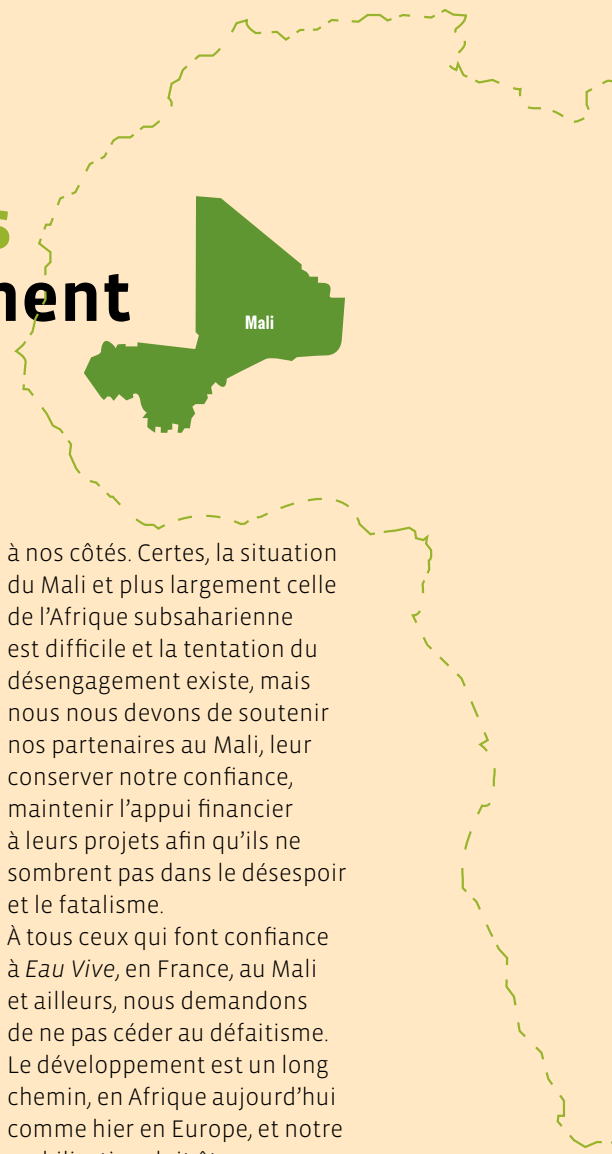 s
nent
Mali
à nos côtés. Certes, la situation
du Mali et plus largement celle
de l'Afrique subsaharienne
est difficile et la tentation du
désengagement existe, mais
nous nous devons de soutenir
nos partenaires au Mali, leur
conserver notre confiance,
maintenir l'appui financier
à leurs projets afin qu'ils ne
sombrent pas dans le désespoir
et le fatalisme.
À tous ceux qui font confiance
à Eau Vive, en France, au Mali
et ailleurs, nous demandons
de ne pas céder au défaitisme.
Le développement est un long
chemin, en Afrique aujourd'hui
comme hier en Europe, et notre